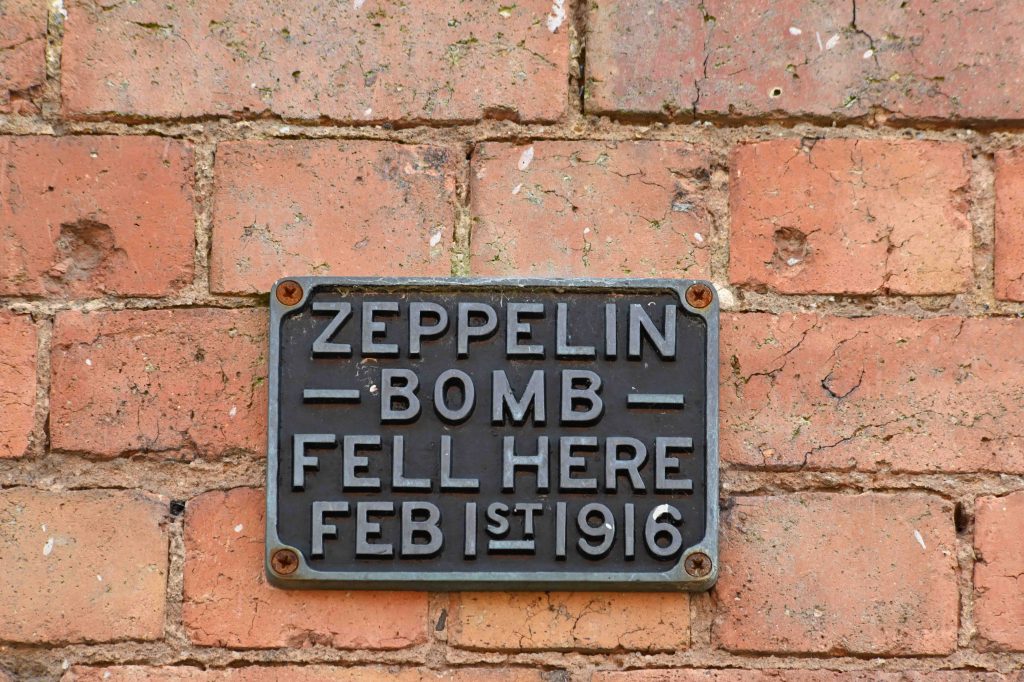 ZEPPELIN
— BOMB —
FELL HERE
FEB 1ST 1916